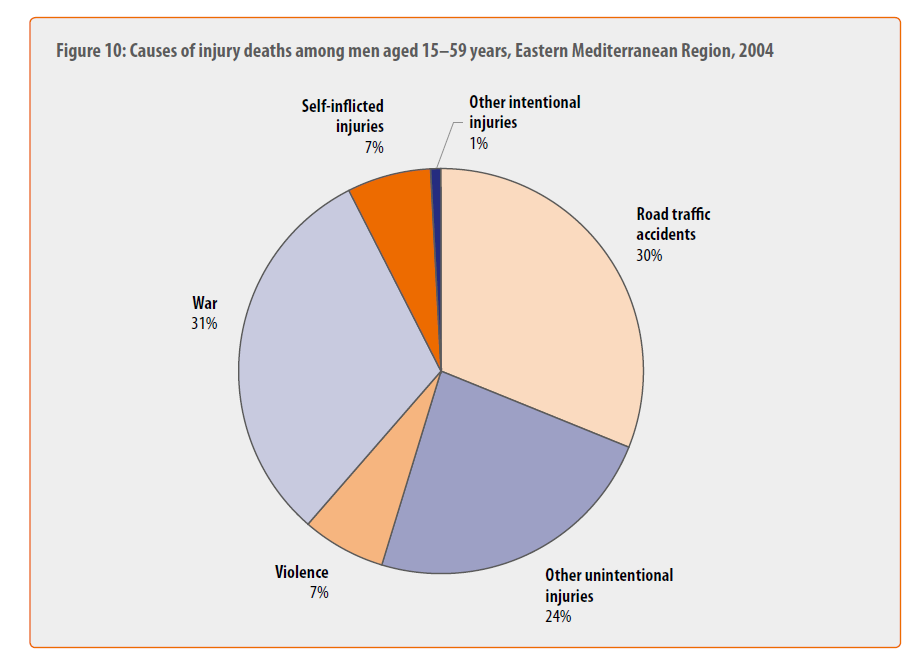 Figure 10: Causes of injury deaths among men aged 15–59 years, Eastern Mediterranean Region, 2004
Self-inflicted
injuries
7%
Other intentional
injuries
1%
Road traffic
accidents
30%
War
31%
Violence
7%
Other unintentional
injuries
24%